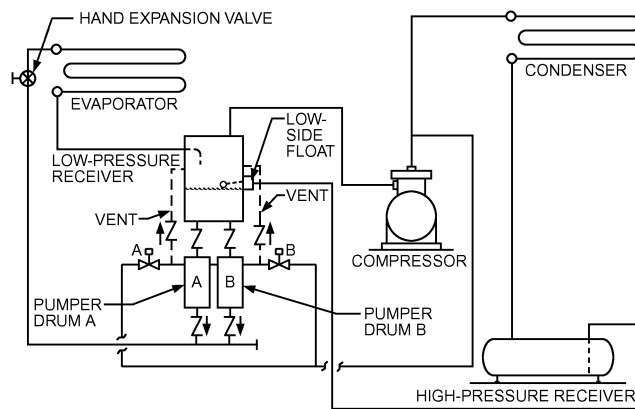 HAND EXPANSION VALVE
EVAPORATOR
CONDENSER
LOW-
SIDE
FLOAT
LOW-PRESSURE
RECEIVER
VENT
VENT
A
B
COMPRESSOR
A
B
PUMPER
DRUM A
PUMPER
DRUM B
HIGH-PRESSURE RECEIVER